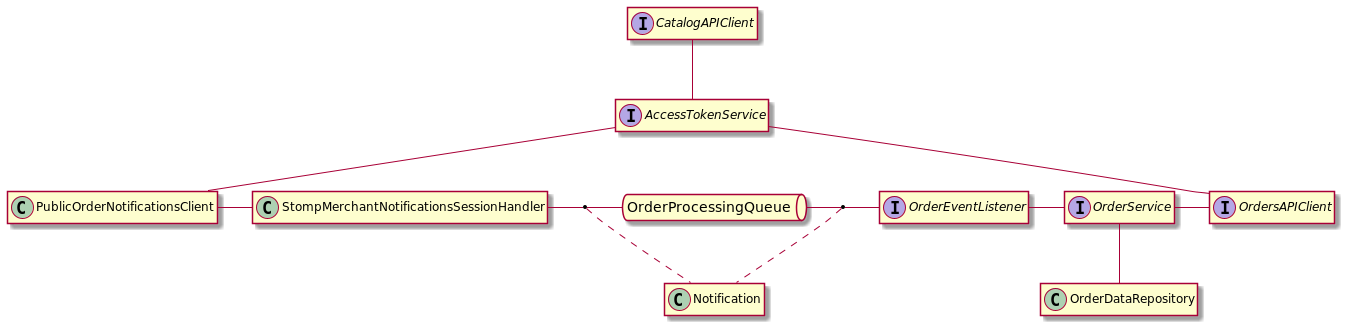 I CatalogAPIClient
I AccessTokenService
C PublicOrderNotificationsClient
C StompMerchantNotificationsSessionHandler
OrderProcessingQueue
I OrderEventListener
I OrderService
I OrdersAPIClient
C Notification
C OrderDataRepository